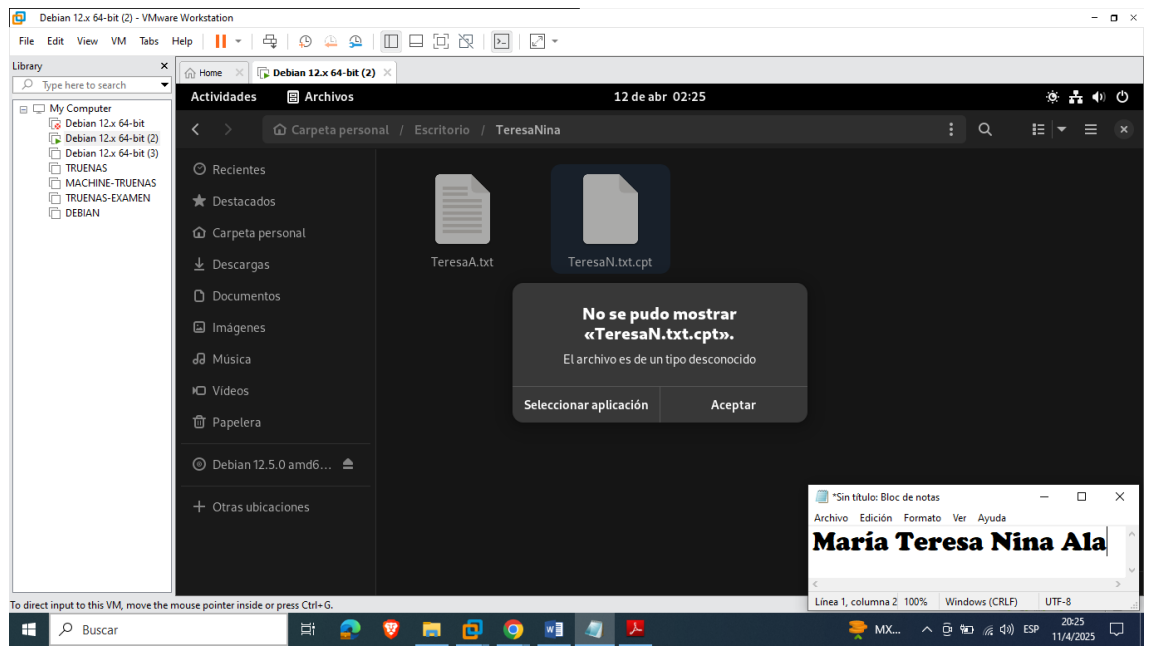 Debian 12.x 64-bit (2) - VMware Workstation
File Edit View VM Tabs Help
Library
Type here to search
My Computer
Debian 12.x 64-bit
Debian 12.x 64-bit (2)
Debian 12.x 64-bit (3)
TRUENAS
MACHINE-TRUENAS
TRUENAS-EXAMEN
DEBIAN
Home
Debian 12.x 64-bit (2)
Actividades Archivos 12 de abr 02:25
Carpeta personal / Escritorio / TeresaNina
Recientes
Destacados
Carpeta personal
Descargas
Documentos
Imágenes
Música
Vídeos
Papelera
Debian 12.5.0 amd6...
Otras ubicaciones
TeresaA.txt
TeresaN.txt.cpt
No se pudo mostrar
«TeresaN.txt.cpt».
El archivo es de un tipo desconocido
Seleccionar aplicación Aceptar
*Sin título: Bloc de notas
Archivo Edición Formato Ver Ayuda
María Teresa Nina Ala
Línea 1, columna 2 100% Windows (CRLF) UTF-8
To direct input to this VM, move the mouse pointer inside or press Ctrl+G.
Buscar
MX... ESP 20:25
11/4/2025